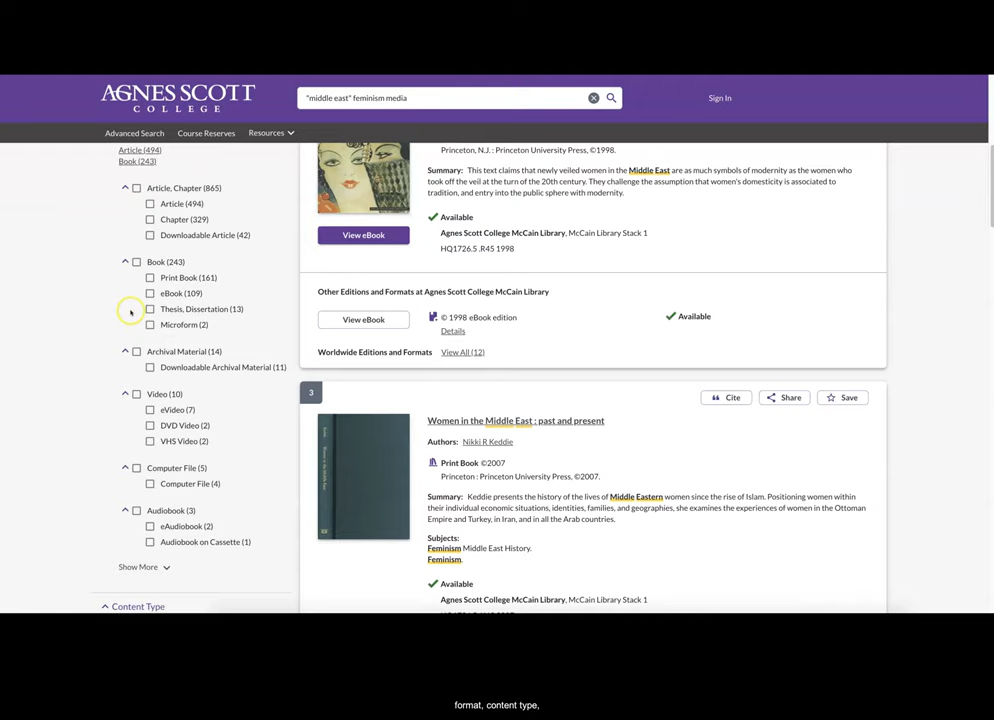 AGNES SCOTT
COLLEGE
"middle east" feminism media
Sign In
Advanced Search
Course Reserves
Resources
Article (494)
Book (243)
Article, Chapter (865)
Article (494)
Chapter (329)
Downloadable Article (42)
Book (243)
Print Book (161)
eBook (109)
Thesis, Dissertation (13)
Microform (2)
Archival Material (14)
Downloadable Archival Material (11)
Video (10)
eVideo (7)
DVD Video (2)
VHS Video (2)
Computer File (5)
Computer File (4)
Audiobook (3)
eAudiobook (2)
Audiobook on Cassette (1)
Show More
Content Type
Princeton, N.J. : Princeton University Press, ©1998.
Summary: This text claims that newly veiled women in the Middle East are as much symbols of modernity as the women who
took off the veil at the turn of the 20th century. They challenge the assumption that women's domesticity is associated to
tradition, and entry into the public sphere with modernity.
Available
Agnes Scott College McCain Library, McCain Library Stack 1
HQ1726.5 .R45 1998
View eBook
Other Editions and Formats at Agnes Scott College McCain Library
View eBook
© 1998 eBook edition
Details
Available
Worldwide Editions and Formats View All (12)
3
Cite
Share
Save
Women in the Middle East : past and present
Authors: Nikki R Keddie
Print Book ©2007
Princeton : Princeton University Press, ©2007.
Summary: Keddie presents the history of the lives of Middle Eastern women since the rise of Islam. Positioning women within
their individual economic situations, identities, families, and geographies, she examines the experiences of women in the Ottoman
Empire and Turkey, in Iran, and in all the Arab countries.
Subjects:
Feminism Middle East History.
Feminism.
Available
Agnes Scott College McCain Library, McCain Library Stack 1
format, content type,